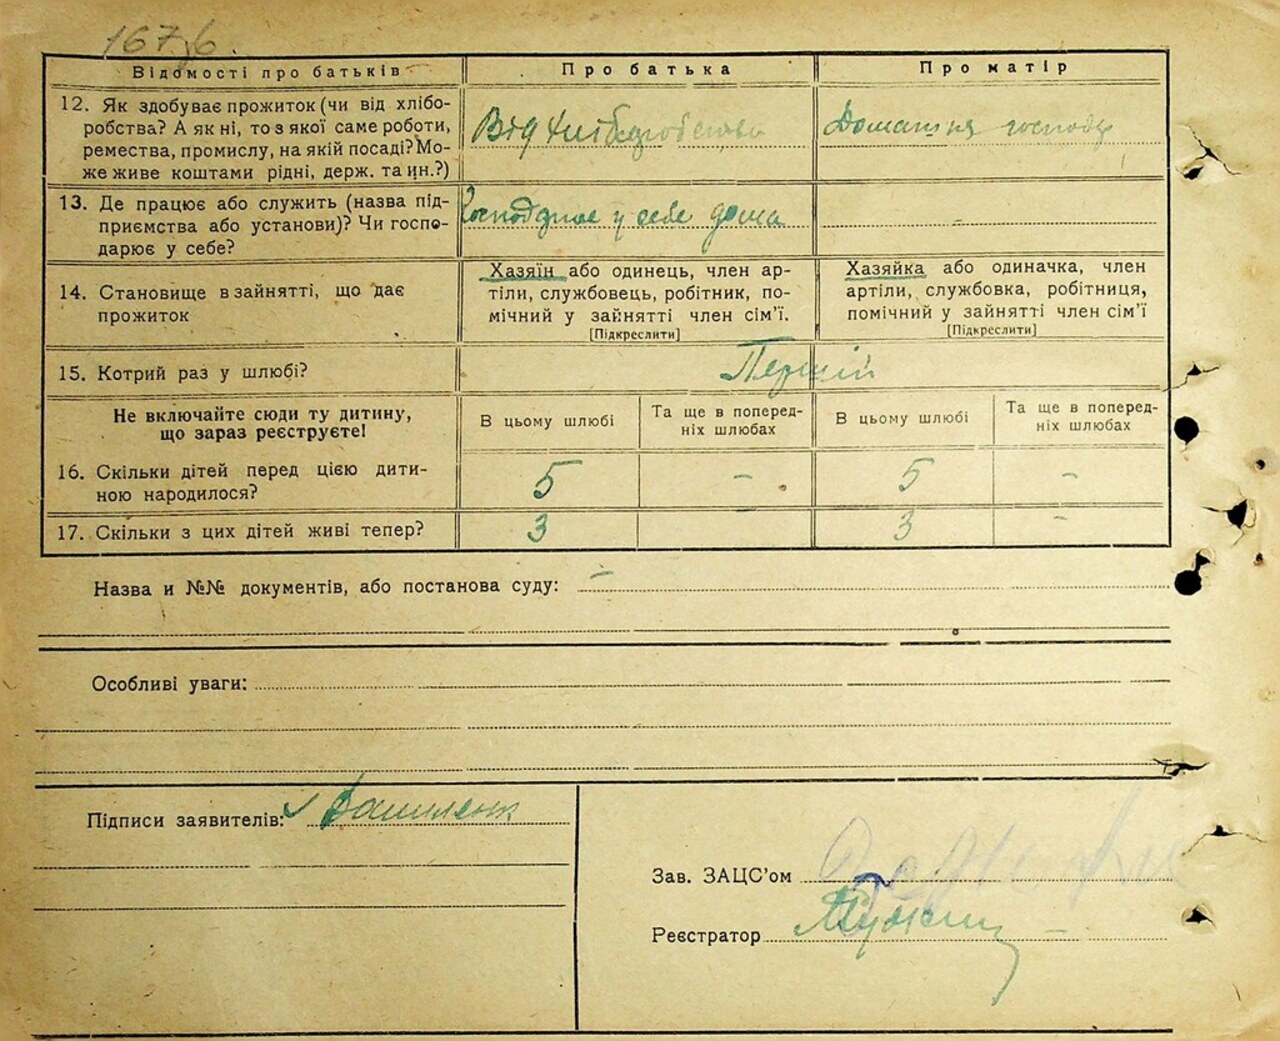 167 зб.
Відомості про батьків
Про батька
Про матір
12. Як здобуває прожиток (чи від хлібо-
робства? А як ні, то з якої саме роботи,
ремества, промислу, на якій посаді? Мо-
же живе коштами рідні, держ. та ин.?)
Від хліборобства
Домашня господ.
13. Де працює або служить (назва під-
приємства або установи)? Чи госпо-
дарює у себе?
Господарює у себе дома
–
14. Становище в зайнятті, що дає
прожиток
Хазяїн або одинець, член ар-
тіли, службовець, робітник, по-
мічний у зайнятті член сім'ї.
[Підкреслити]
Хазяйка або одиначка, член
артіли, службовка, робітниця,
помічний у зайнятті член сім'ї
[Підкреслити]
15. Котрий раз у шлюбі?
Перший
Не включайте сюди ту дитину,
що зараз реєструєте!
В цьому шлюбі
Та ще в поперед-
ніх шлюбах
В цьому шлюбі
Та ще в поперед-
ніх шлюбах
16. Скільки дітей перед цією дити-
ною народилося?
5 – 5 –
17. Скільки з цих дітей живі тепер?
3 – 3 –
Назва и №№ документів, або постанова суду: –
Особливі уваги:
Підписи заявителів:
Зав. ЗАЦС'ом
Реєстратор